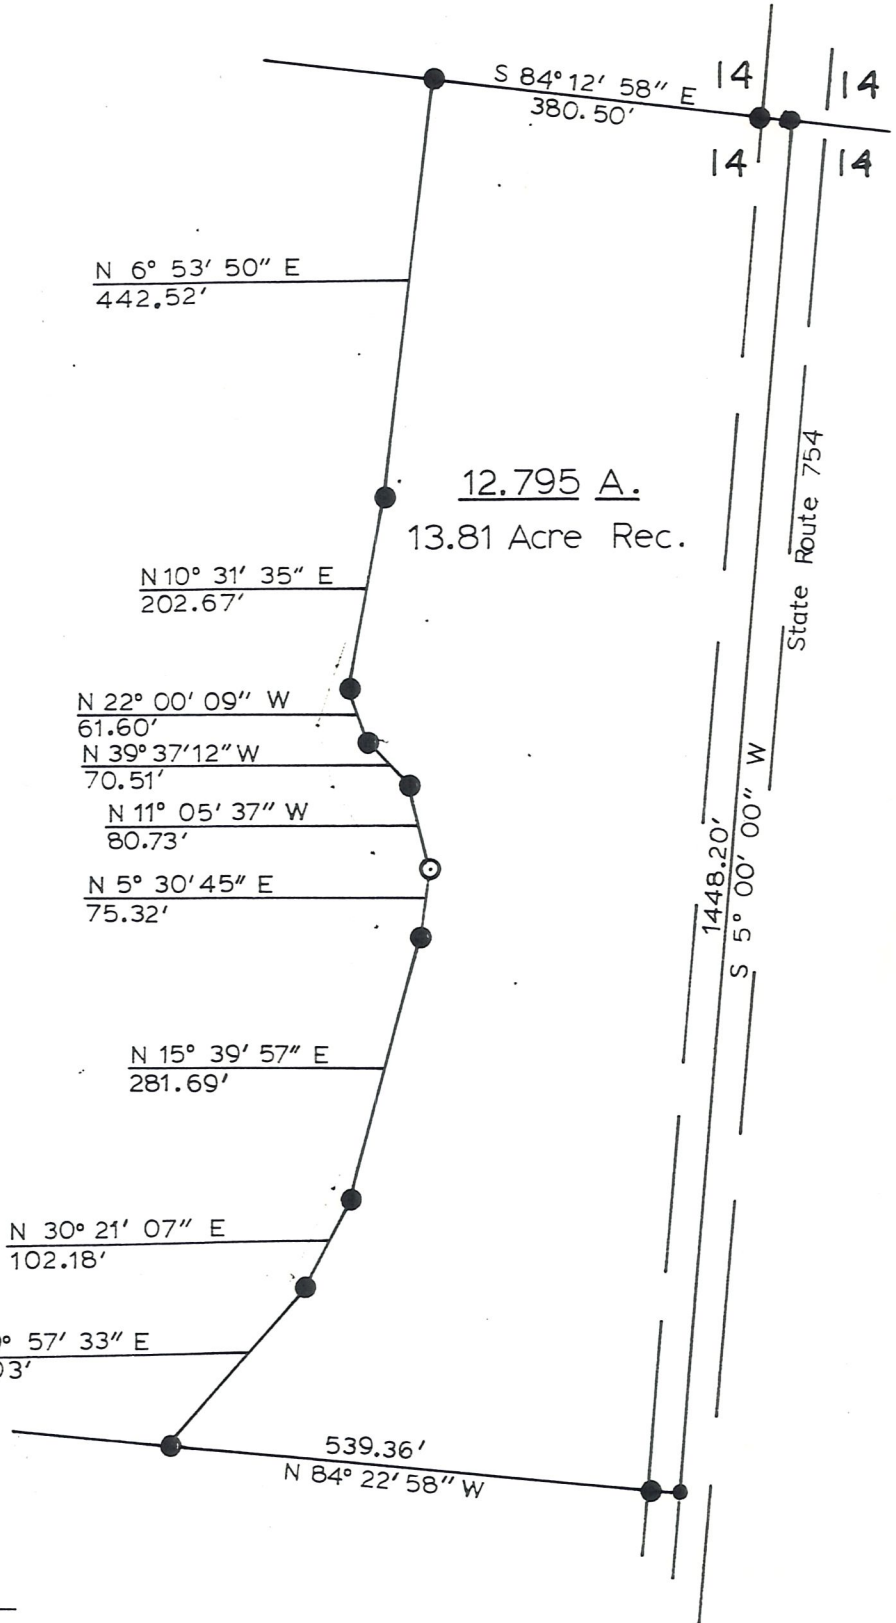 S 84° 12′ 58″ E
380.50′
14
14
14
14
N 6° 53′ 50″ E
442.52′
12.795 A.
13.81 Acre Rec.
State Route 754
N 10° 31′ 35″ E
202.67′
N 22° 00′ 09″ W
61.60′
N 39° 37′ 12″ W
70.51′
N 11° 05′ 37″ W
80.73′
1448.20′
S 5° 00′ 00″ W
N 5° 30′ 45″ E
75.32′
N 15° 39′ 57″ E
281.69′
N 30° 21′ 07″ E
102.18′
57′ 33″ E
539.36′
N 84° 22′ 58″ W